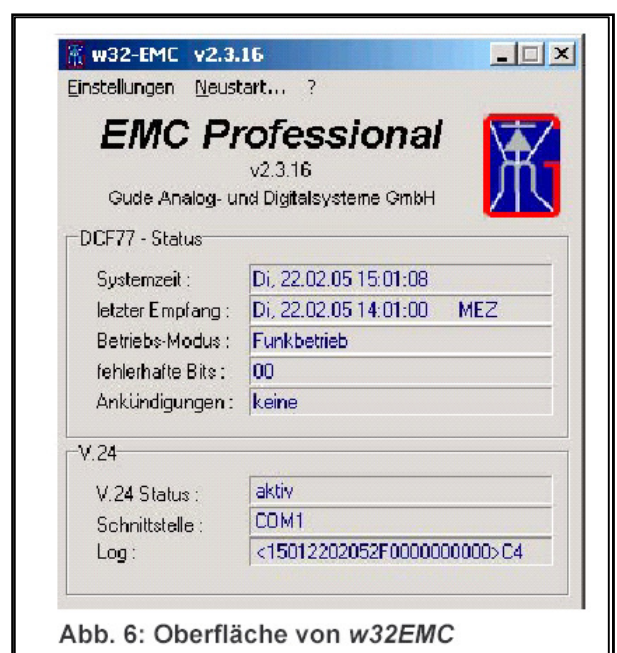 w32-EMC v2.3.16
Einstellungen Neustart... ?
EMC Professional
v2.3.16
Gude Analog- und Digitalsysteme GmbH
DCF77 - Status
Systemzeit : Di, 22.02.05 15:01:08
letzter Empfang : Di, 22.02.05 14:01:00 MEZ
Betriebs-Modus : Funkbetrieb
fehlerhafte Bits : 00
Ankündigungen : keine
V.24
V.24 Status : aktiv
Schnittstelle : COM1
Log : <15012202052F0000000000>C4
Abb. 6: Oberfläche von w32EMC